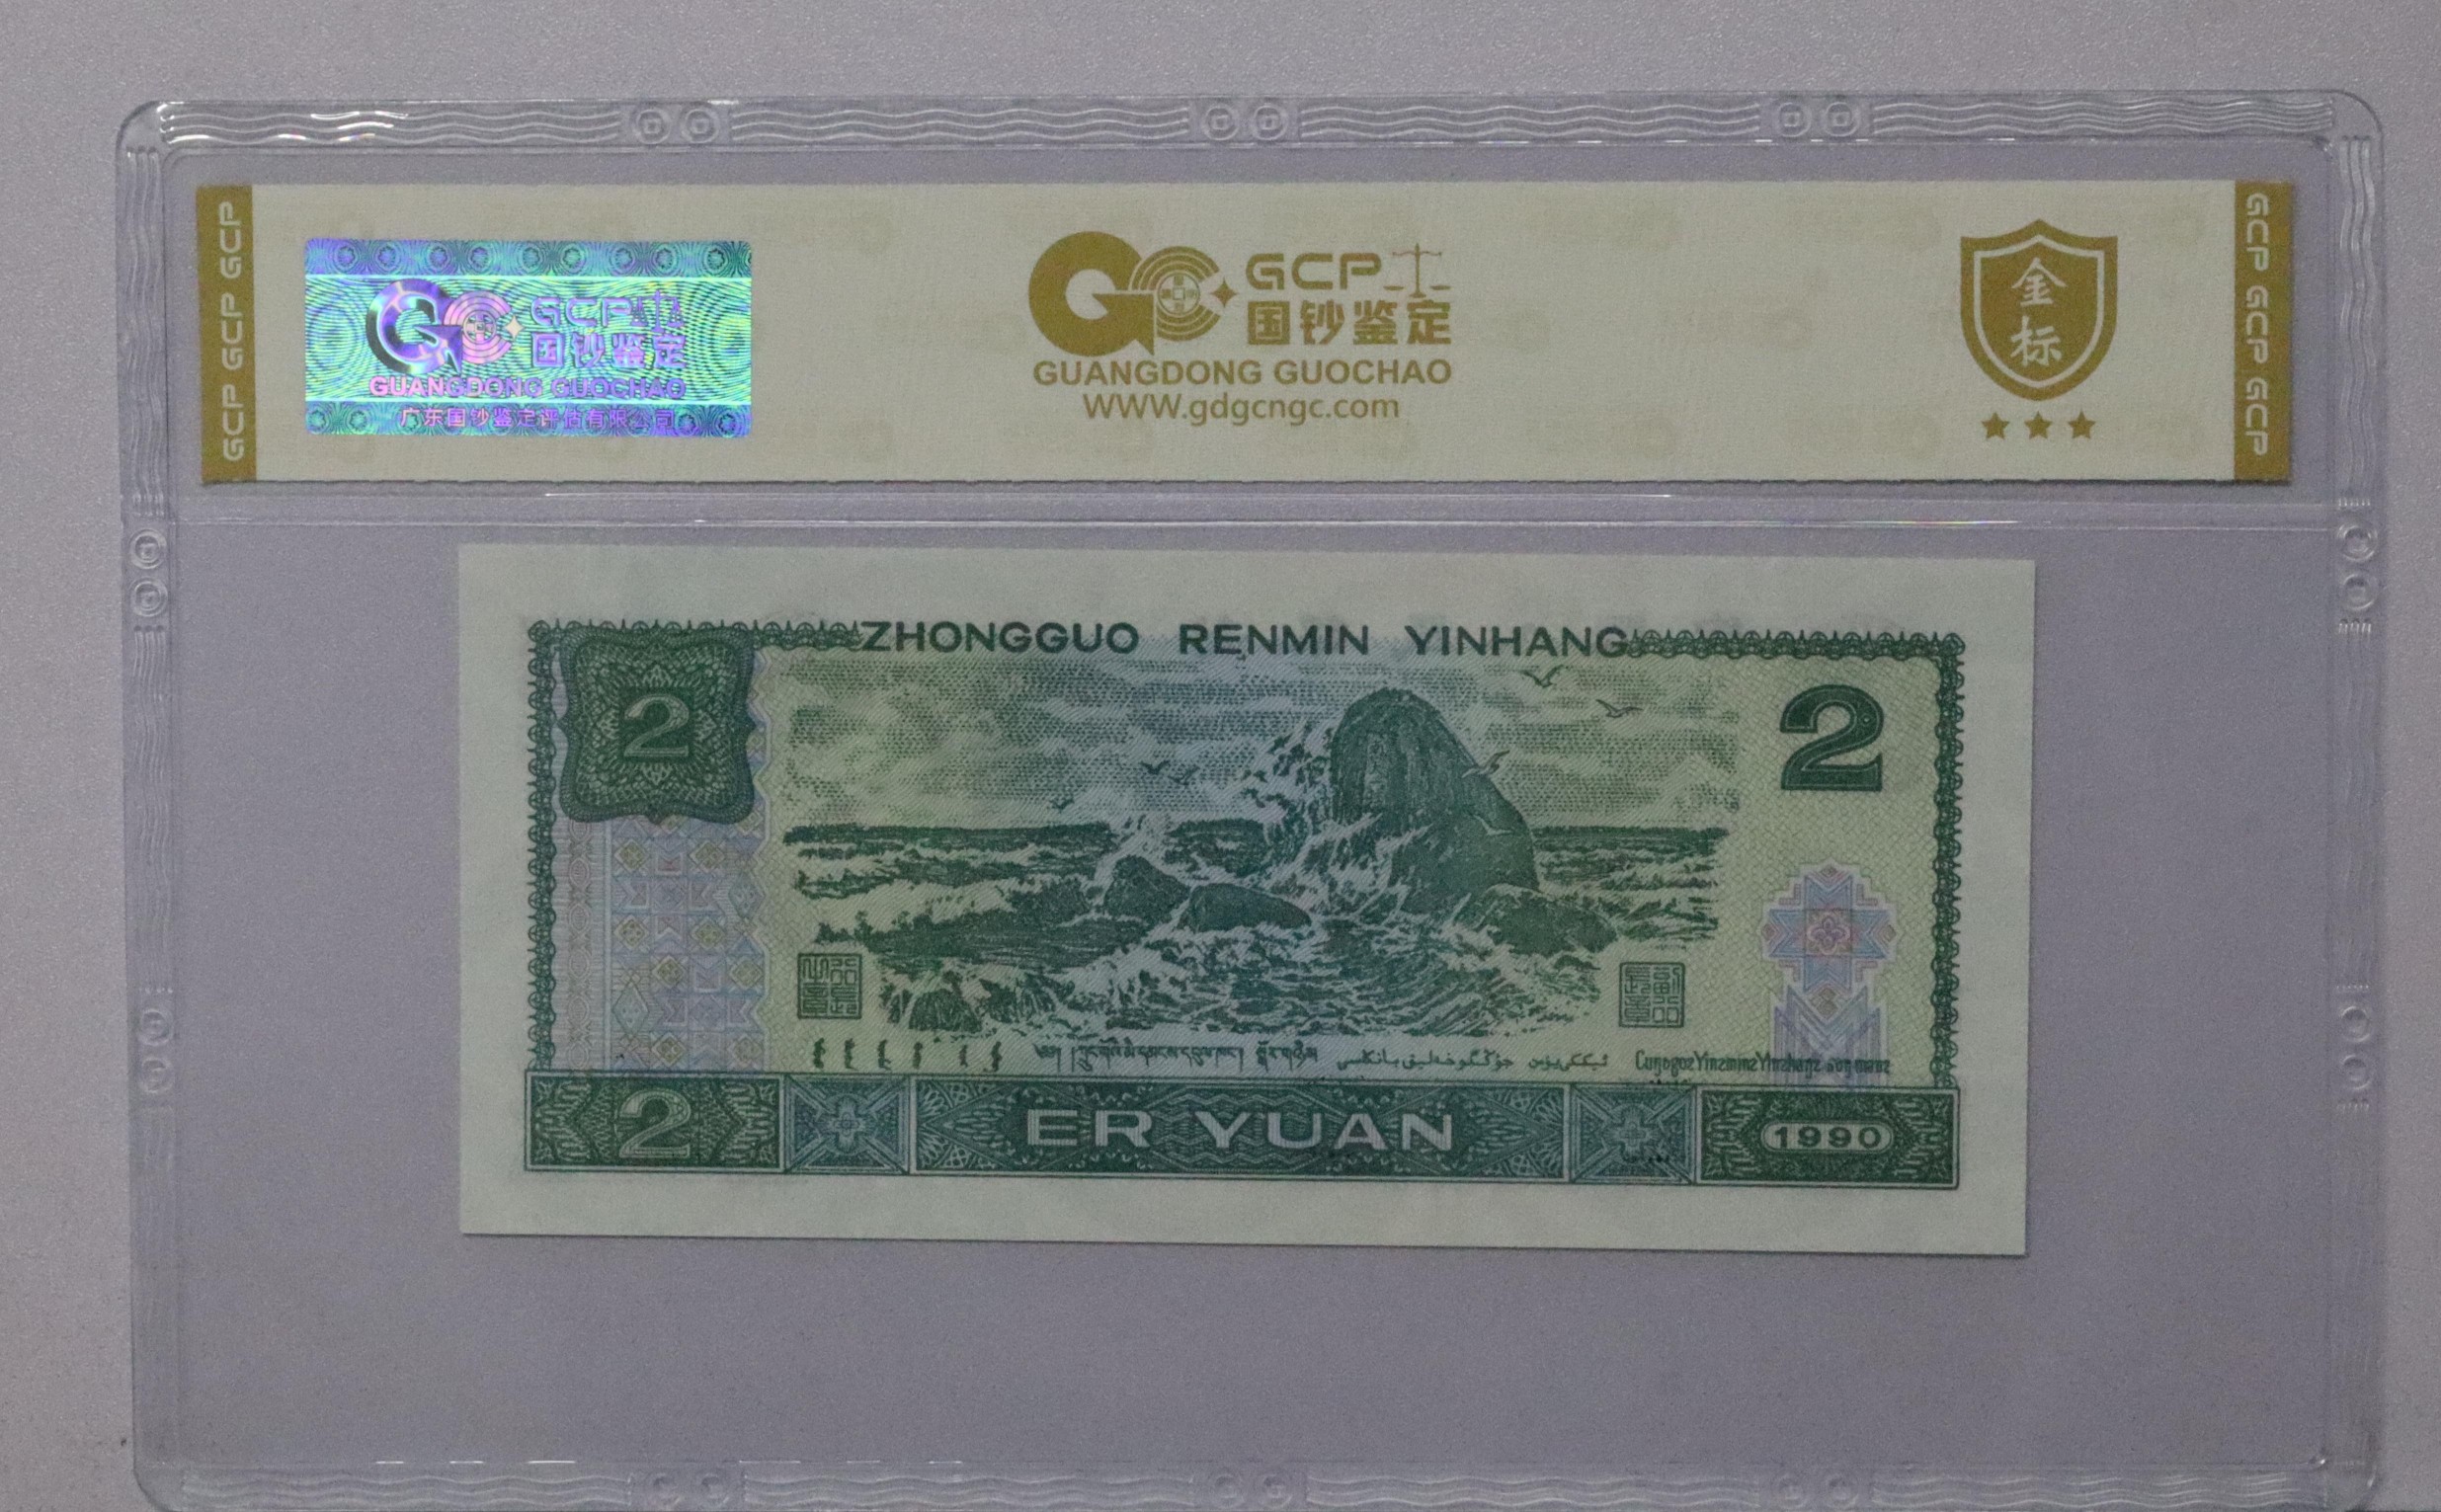 GCP GCP GCP
GCP
国钞鉴定
GUANGDONG GUOCHAO
广东国钞鉴定评估有限公司
GCP
国钞鉴定
GUANGDONG GUOCHAO
WWW.gdgcngc.com
金
标
GCP GCP GCP
ZHONGGUO RENMIN YINHANG
2
2
2
ER YUAN
1990